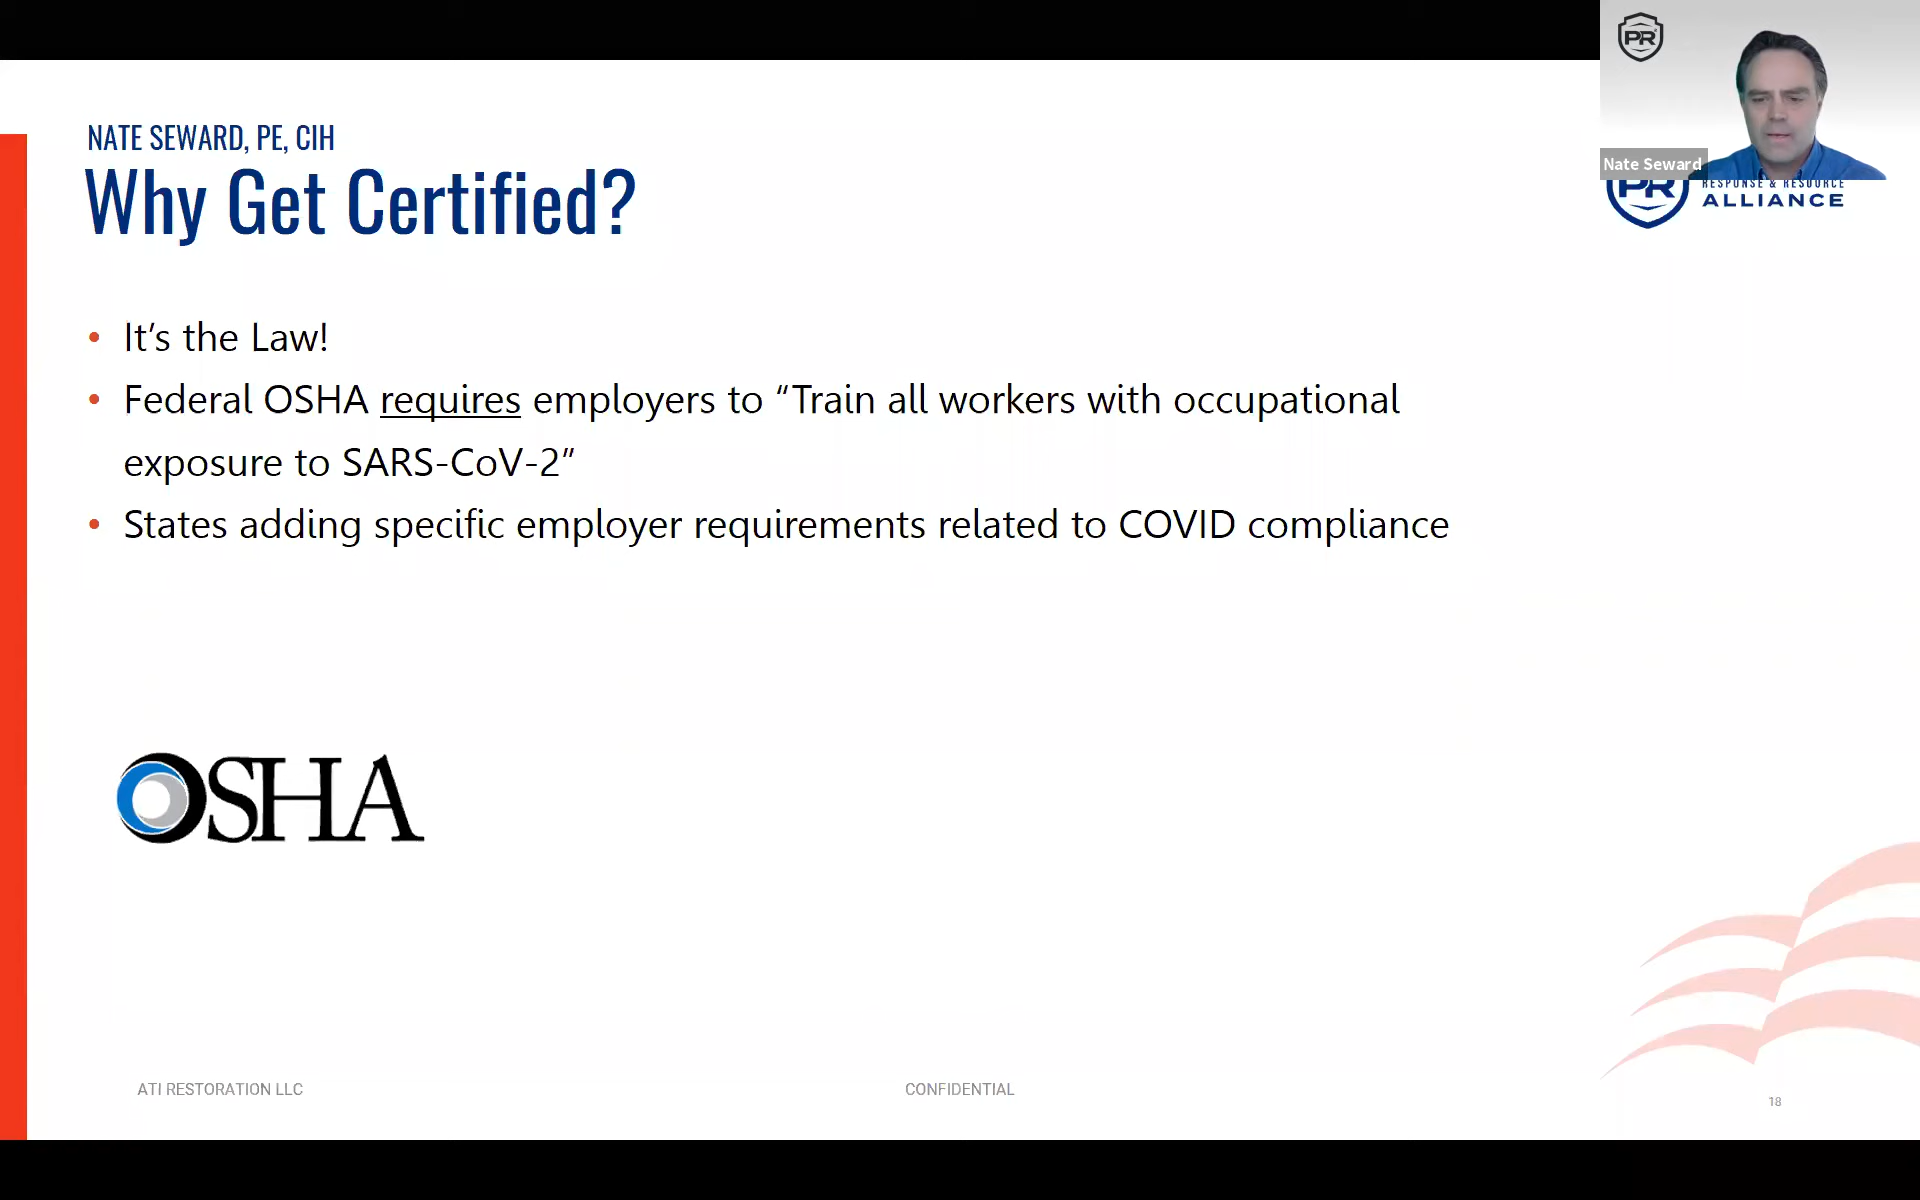 PR
Nate Seward
NATE SEWARD, PE, CIH
Why Get Certified?
PR RESPONSE & RESOURCE
ALLIANCE
• It’s the Law!
• Federal OSHA requires employers to “Train all workers with occupational
exposure to SARS-CoV-2”
• States adding specific employer requirements related to COVID compliance
OSHA
ATI RESTORATION LLC
CONFIDENTIAL
18